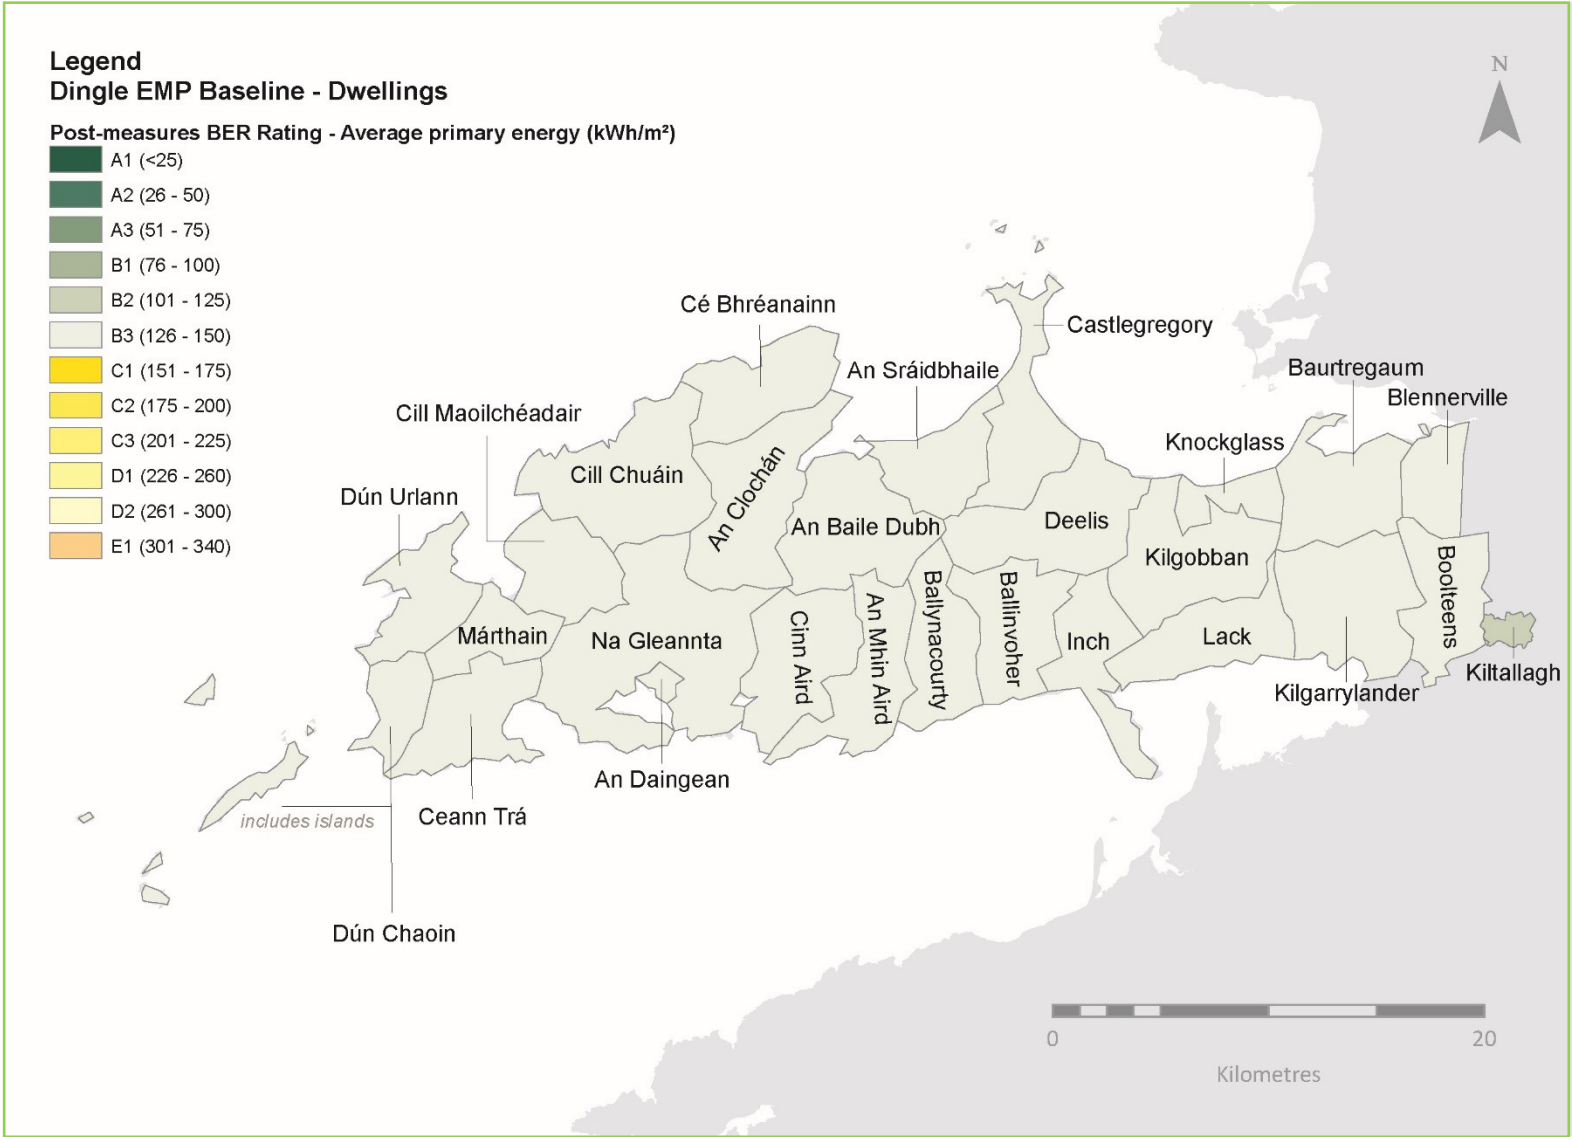 Legend
Dingle EMP Baseline - Dwellings
Post-measures BER Rating - Average primary energy (kWh/m²)
A1 (<25)
A2 (26 - 50)
A3 (51 - 75)
B1 (76 - 100)
B2 (101 - 125)
B3 (126 - 150)
C1 (151 - 175)
C2 (175 - 200)
C3 (201 - 225)
D1 (226 - 260)
D2 (261 - 300)
E1 (301 - 340)
N
Cé Bhréanainn
Castlegregory
An Sráidbhaile
Baurtregaum
Blennerville
Cill Maoilchéadair
Knockglass
Cill Chuáin
Dún Urlann
An Clochán
An Baile Dubh
Deelis
Kilgobban
Boolteens
Márthain
Na Gleannta
Cinn Aird
An Mhin Aird
Ballynacourty
Ballinvoher
Inch
Lack
Kiltallagh
Kilgarrylander
An Daingean
Ceann Trá
includes islands
Dún Chaoin
0
20
Kilometres